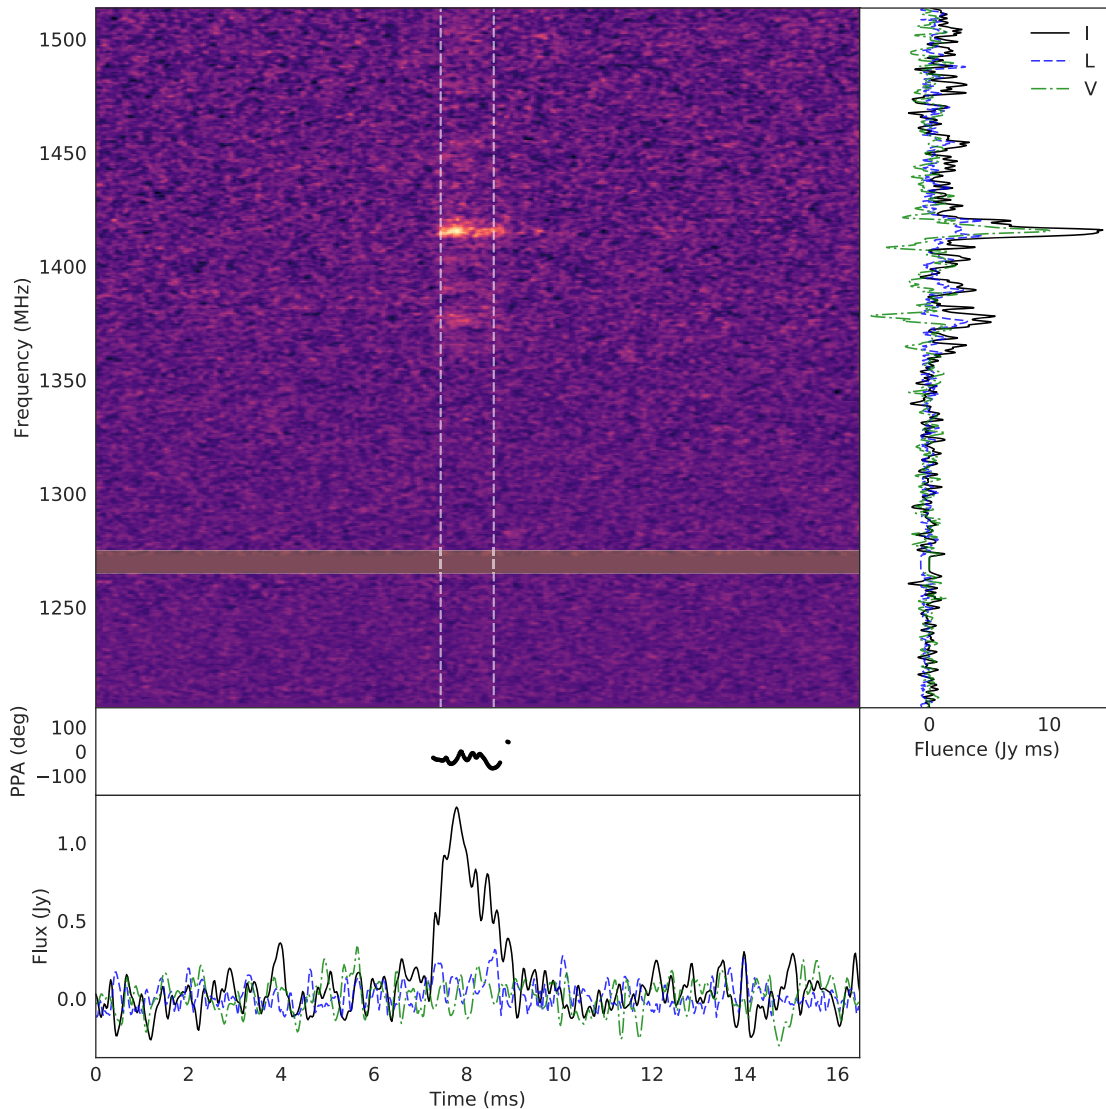 1500
1450
1400
1350
1300
1250
Frequency (MHz)
I
L
V
0 10
Fluence (Jy ms)
100
0
−100
PPA (deg)
1.0
0.5
0.0
Flux (Jy)
0 2 4 6 8 10 12 14 16
Time (ms)